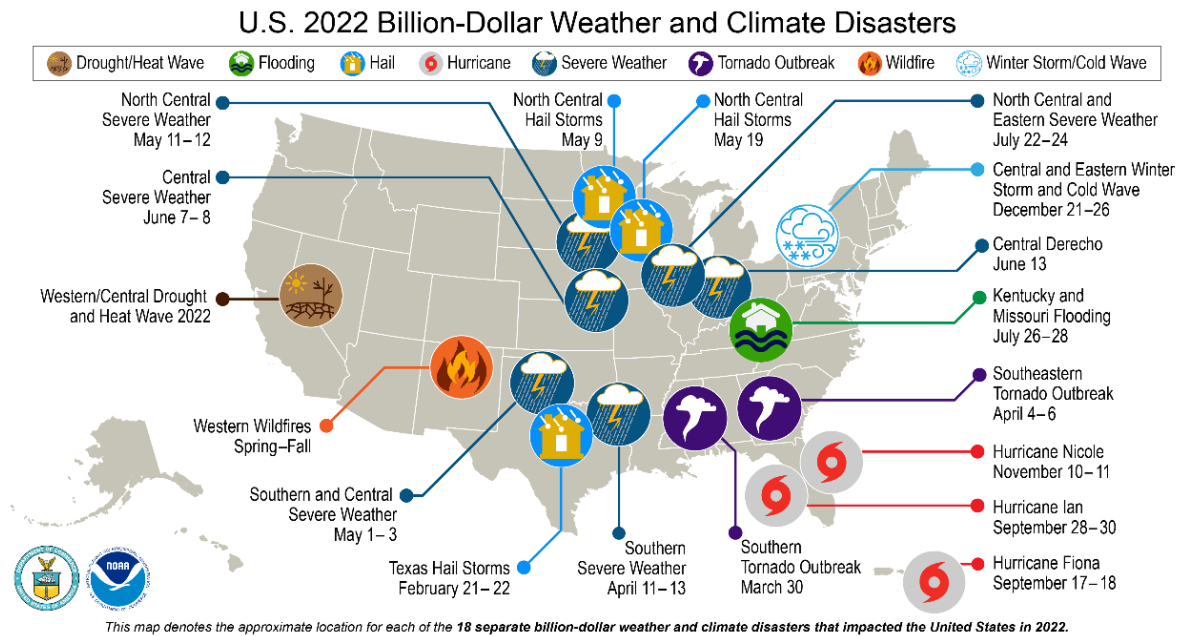 U.S. 2022 Billion-Dollar Weather and Climate Disasters
Drought/Heat Wave
Flooding
Hail
Hurricane
Severe Weather
Tornado Outbreak
Wildfire
Winter Storm/Cold Wave
North Central
Severe Weather
May 11–12
North Central
Hail Storms
May 9
North Central
Hail Storms
May 19
North Central and
Eastern Severe Weather
July 22–24
Central
Severe Weather
June 7–8
Central and Eastern Winter
Storm and Cold Wave
December 21–26
Central Derecho
June 13
Western/Central Drought
and Heat Wave 2022
Kentucky and
Missouri Flooding
July 26–28
Southeastern
Tornado Outbreak
April 4–6
Western Wildfires
Spring–Fall
Hurricane Nicole
November 10–11
Southern and Central
Severe Weather
May 1–3
Hurricane Ian
September 28–30
Texas Hail Storms
February 21–22
Southern
Severe Weather
April 11–13
Southern
Tornado Outbreak
March 30
Hurricane Fiona
September 17–18
NOAA
This map denotes the approximate location for each of the 18 separate billion-dollar weather and climate disasters that impacted the United States in 2022.